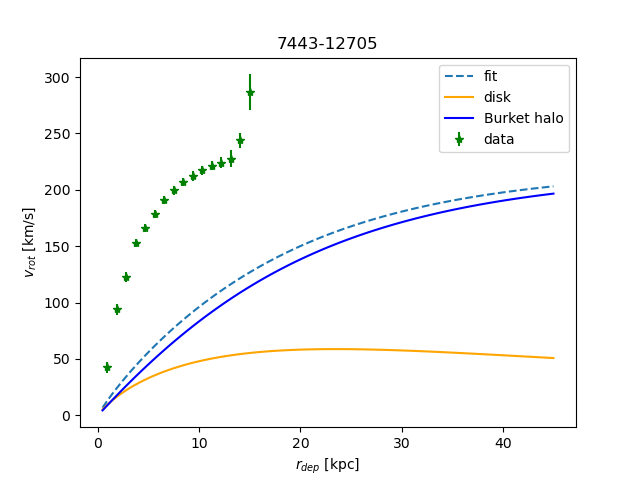 7443-12705
300
250
200
150
100
50
0
v_rot [km/s]
fit
disk
Burket halo
data
0 10 20 30 40
r_dep [kpc]